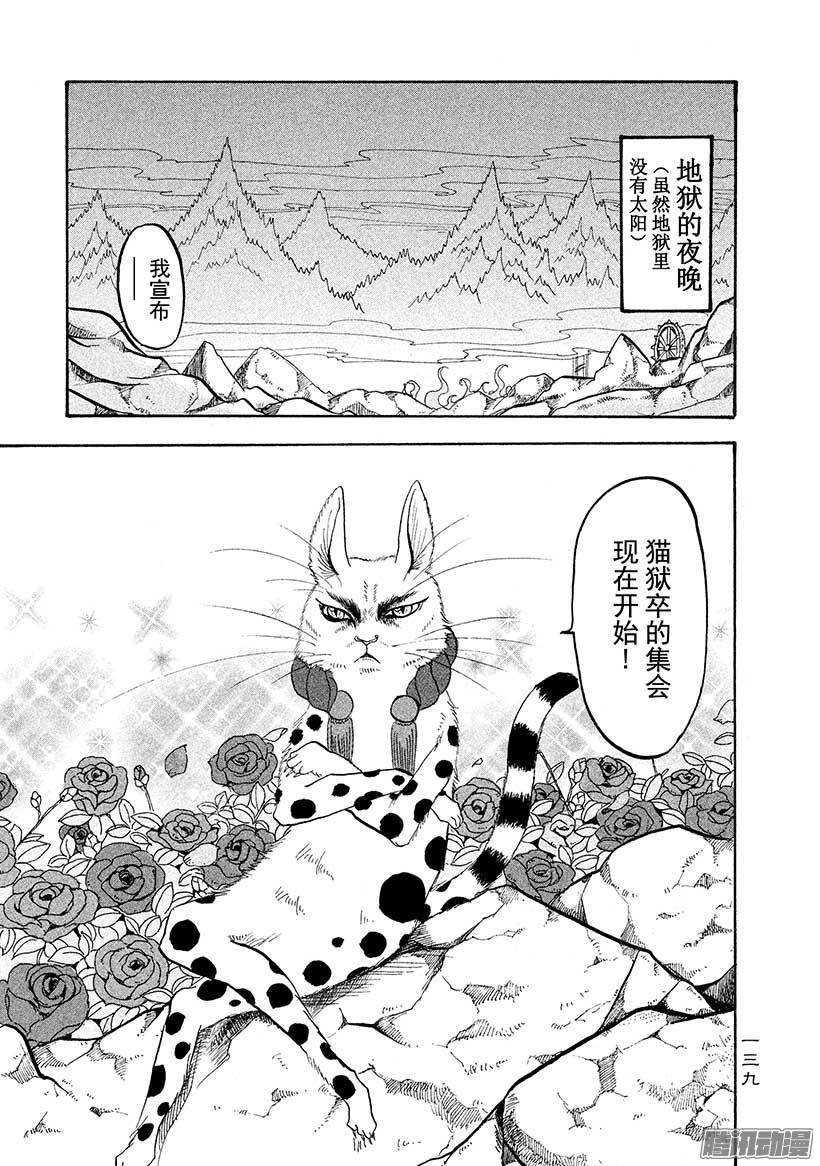 地狱的夜晚
（虽然地狱里
没有太阳）
我宣布
——
猫狱卒的集会
现在开始！
一三九
腾讯动漫